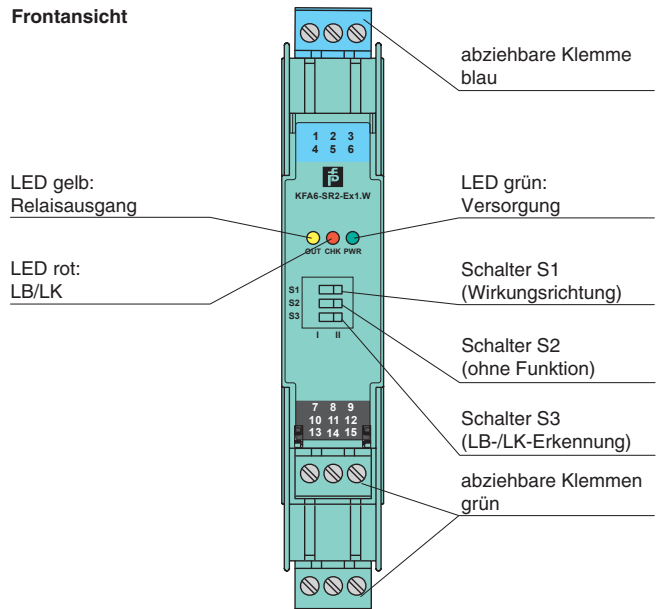 Frontansicht
abziehbare Klemme
blau
1 2 3
4 5 6
KFA6-SR2-Ex1.W
LED gelb:
Relaisausgang
LED grün:
Versorgung
OUT CHK PWR
LED rot:
LB/LK
Schalter S1
(Wirkungsrichtung)
S1
S2
S3
I II
Schalter S2
(ohne Funktion)
7 8 9
10 11 12
13 14 15
Schalter S3
(LB-/LK-Erkennung)
abziehbare Klemmen
grün